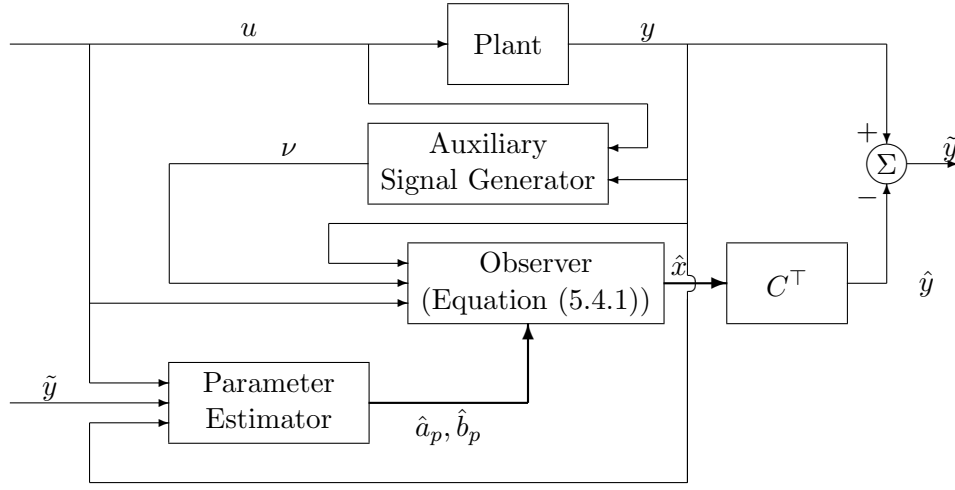 u
Plant
y
ν
Auxiliary
Signal Generator
+
Σ
ỹ
−
Observer
(Equation (5.4.1))
x̂
C⊤
ŷ
ỹ
Parameter
Estimator
â_p, b̂_p